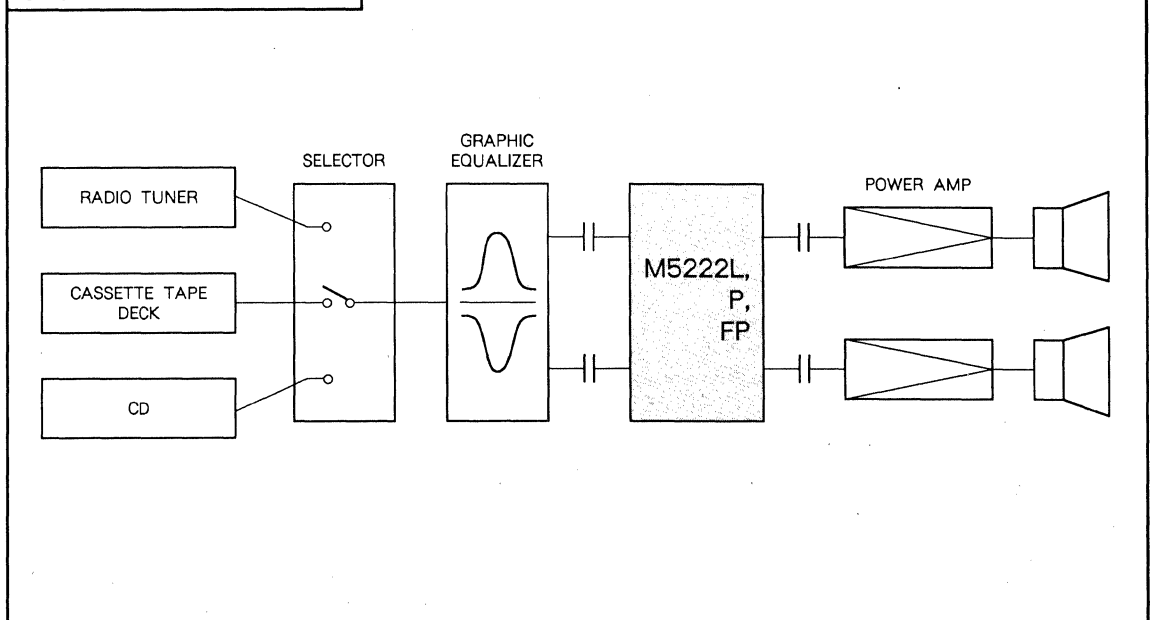 RADIO TUNER
CASSETTE TAPE
DECK
CD
SELECTOR
GRAPHIC
EQUALIZER
M5222L,
P,
FP
POWER AMP